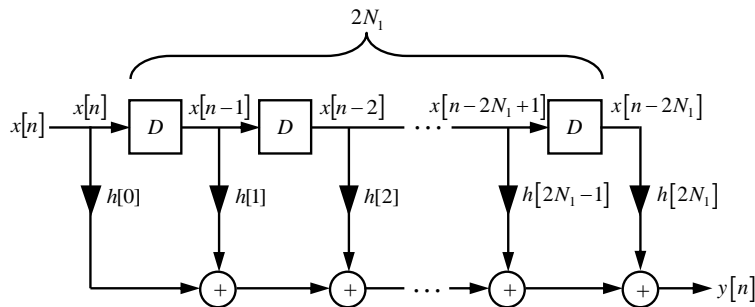 2N₁
x[n] x[n] D x[n−1] D x[n−2] ... x[n−2N₁+1] D x[n−2N₁]
h[0] h[1] h[2] h[2N₁−1] h[2N₁]
+ + ... + + y[n]